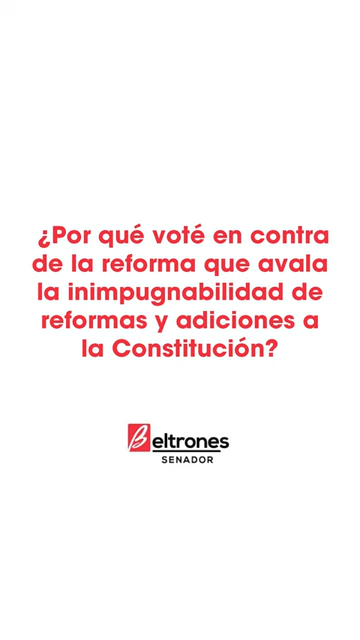 ¿Por qué voté en contra
de la reforma que avala
la inimpugnabilidad de
reformas y adiciones a
la Constitución?
Beltrones
SENADOR